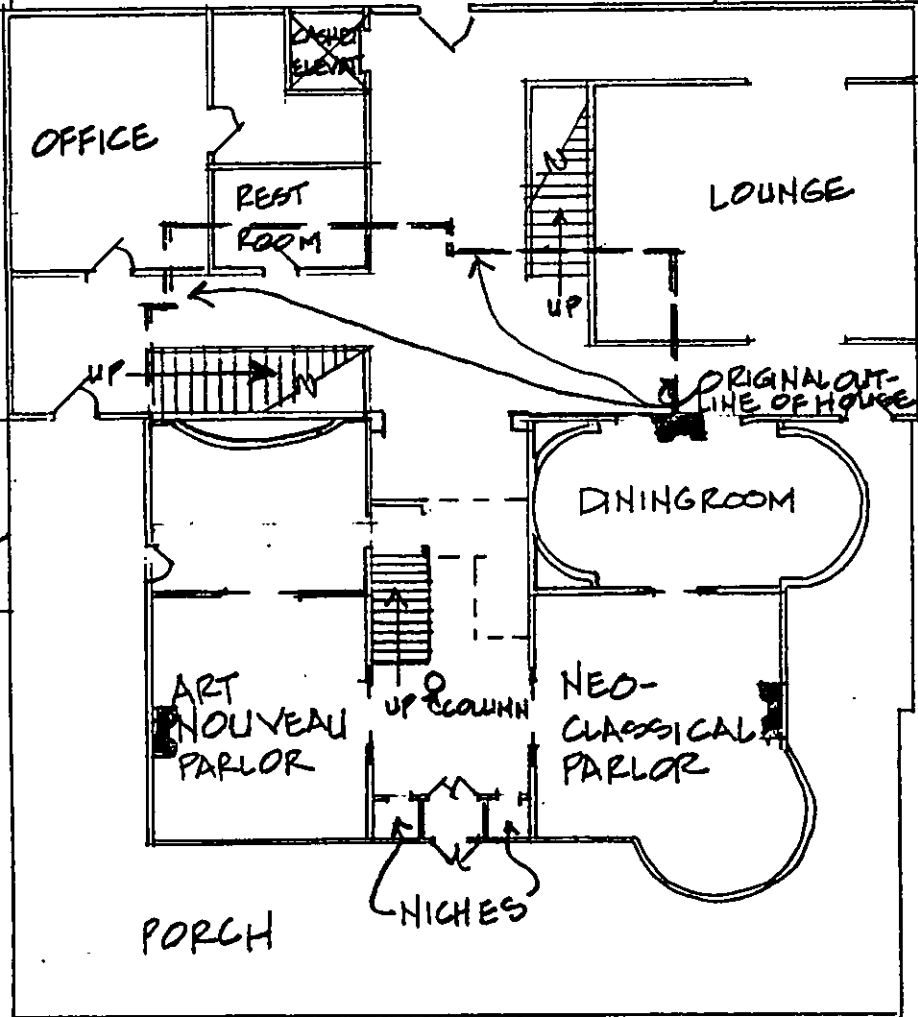 CASKET
ELEVAT
OFFICE
REST
ROOM
LOUNGE
UP
UP
ORIGINAL OUT-
LINE OF HOUSE
DININGROOM
ART
NOUVEAU
PARLOR
UP
COLUMN
NEO-
CLASSICAL
PARLOR
NICHES
PORCH